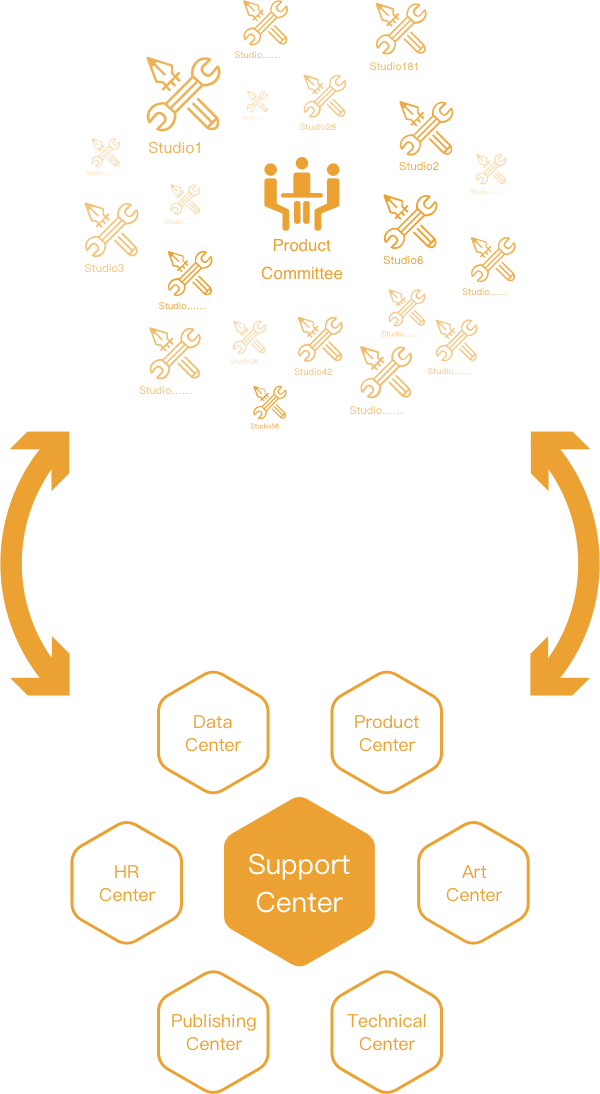 Studio......
Studio181
Studio26
Studio1
Studio2
Studio......
Studio......
Studio......
Product
Committee
Studio3
Studio6
Studio......
Studio......
Studio......
Studio28
Studio42
Studio......
Studio......
Studio......
Studio56
Data
Center
Product
Center
HR
Center
Support
Center
Art
Center
Publishing
Center
Technical
Center